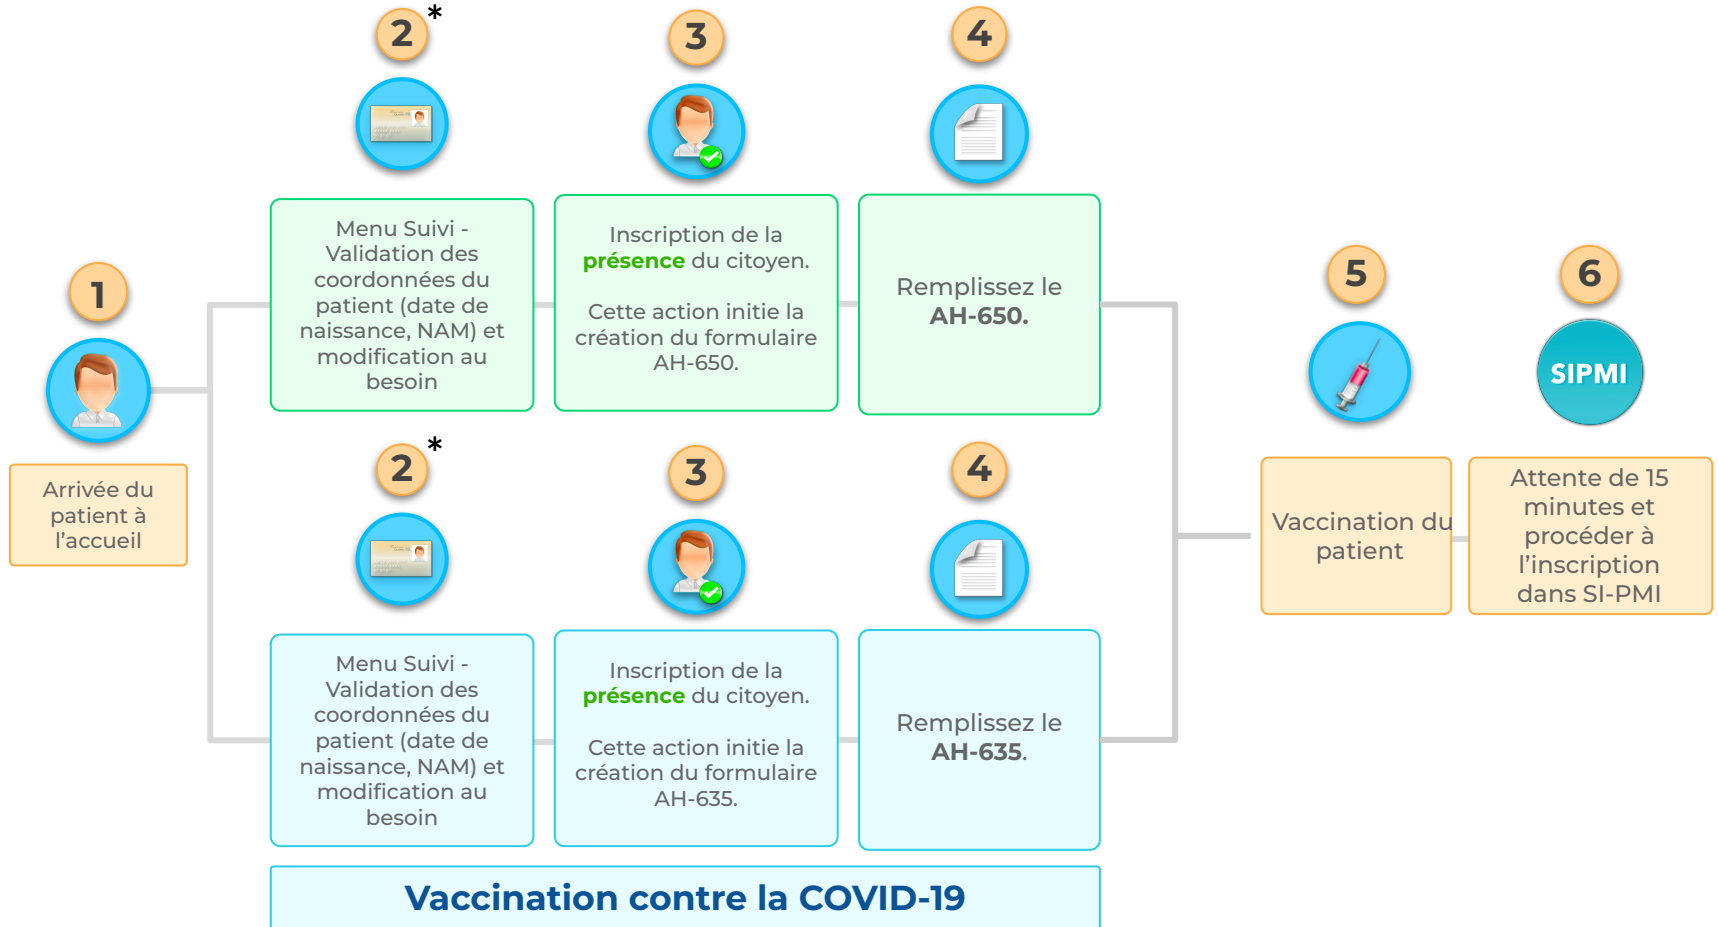 1
Arrivée du
patient à
l'accueil
2*
Menu Suivi -
Validation des
coordonnées du
patient (date de
naissance, NAM) et
modification au
besoin
3
Inscription de la
présence du citoyen.
Cette action initie la
création du formulaire
AH-650.
4
Remplissez le
AH-650.
2*
Menu Suivi -
Validation des
coordonnées du
patient (date de
naissance, NAM) et
modification au
besoin
3
Inscription de la
présence du citoyen.
Cette action initie la
création du formulaire
AH-635.
4
Remplissez le
AH-635.
Vaccination contre la COVID-19
5
Vaccination du
patient
6
SIPMI
Attente de 15
minutes et
procéder à
l'inscription
dans SI-PMI